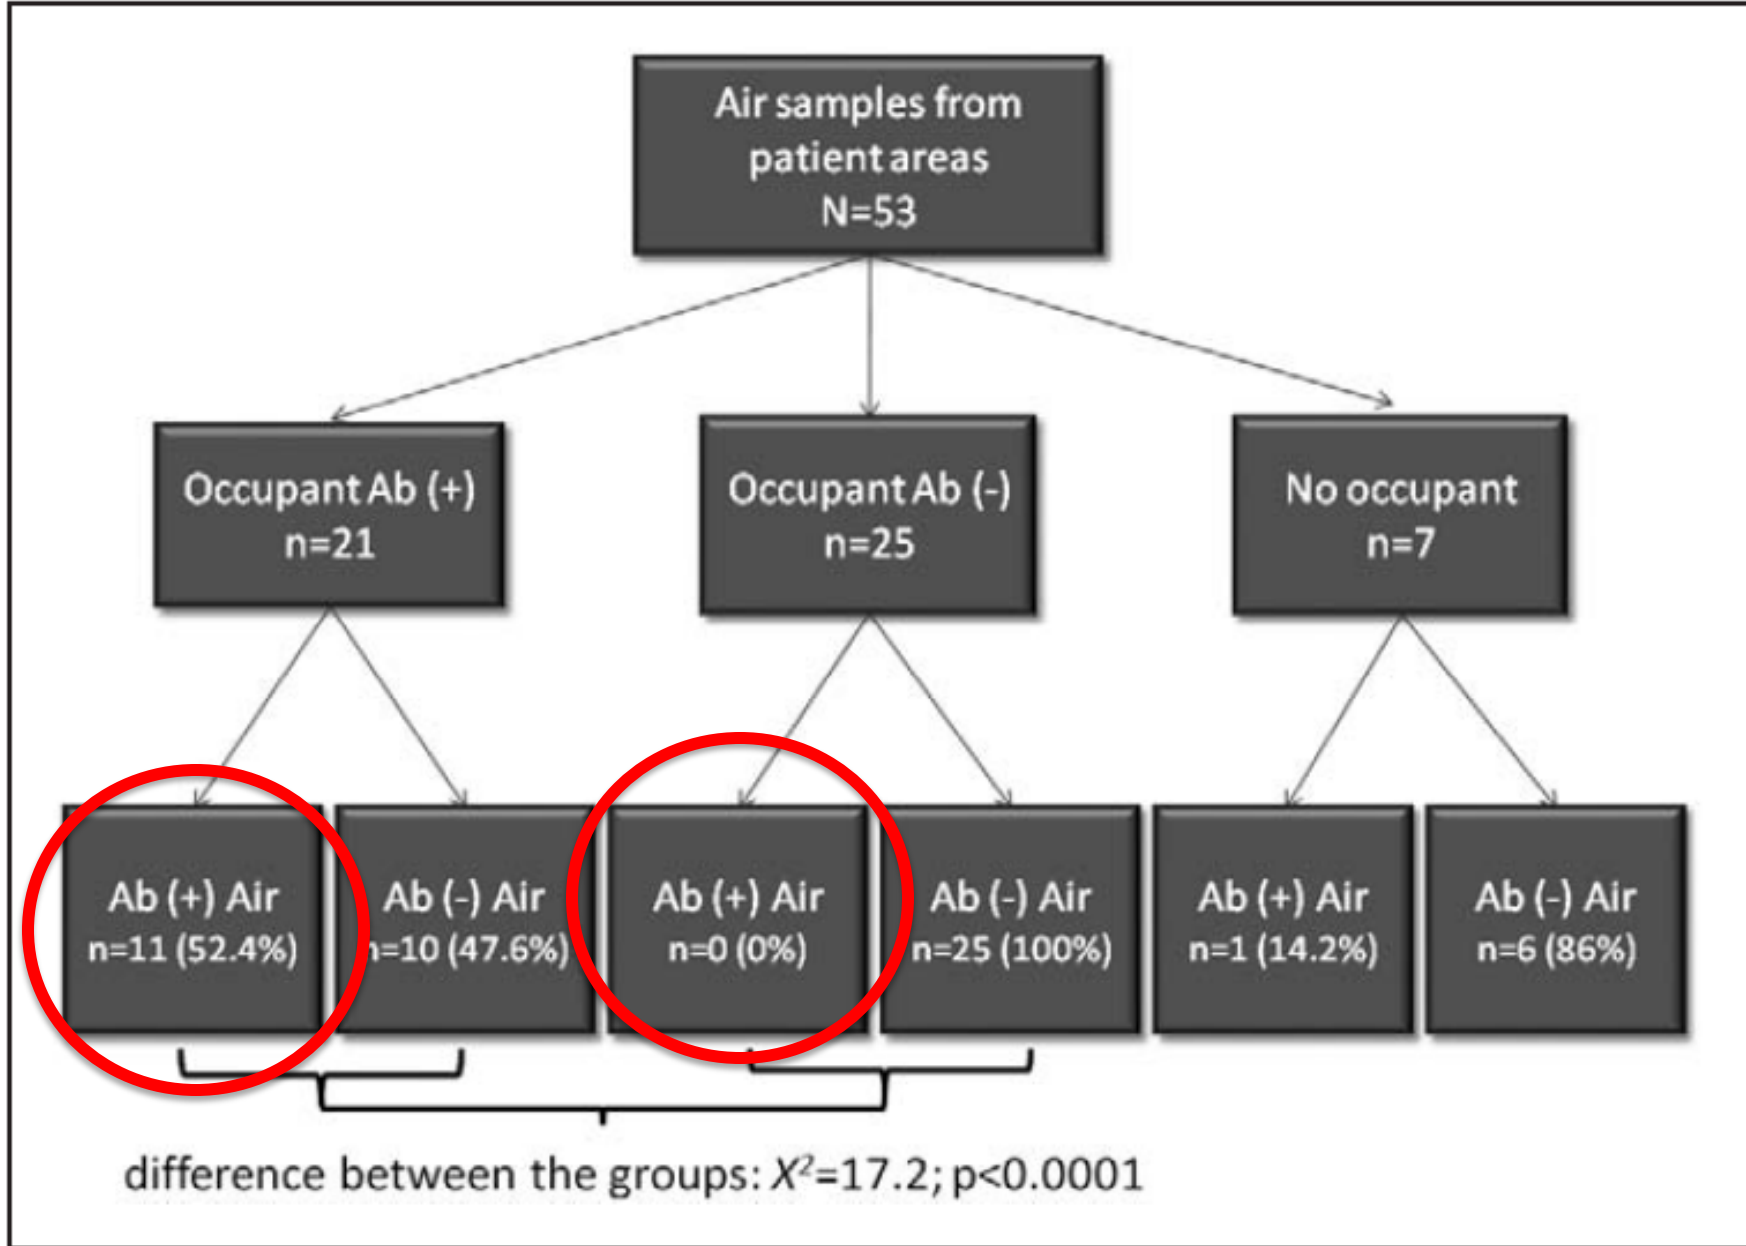 Air samples from
patient areas
N=53
Occupant Ab (+)
n=21
Occupant Ab (-)
n=25
No occupant
n=7
Ab (+) Air
n=11 (52.4%)
Ab (-) Air
n=10 (47.6%)
Ab (+) Air
n=0 (0%)
Ab (-) Air
n=25 (100%)
Ab (+) Air
n=1 (14.2%)
Ab (-) Air
n=6 (86%)
difference between the groups: X²=17.2; p<0.0001